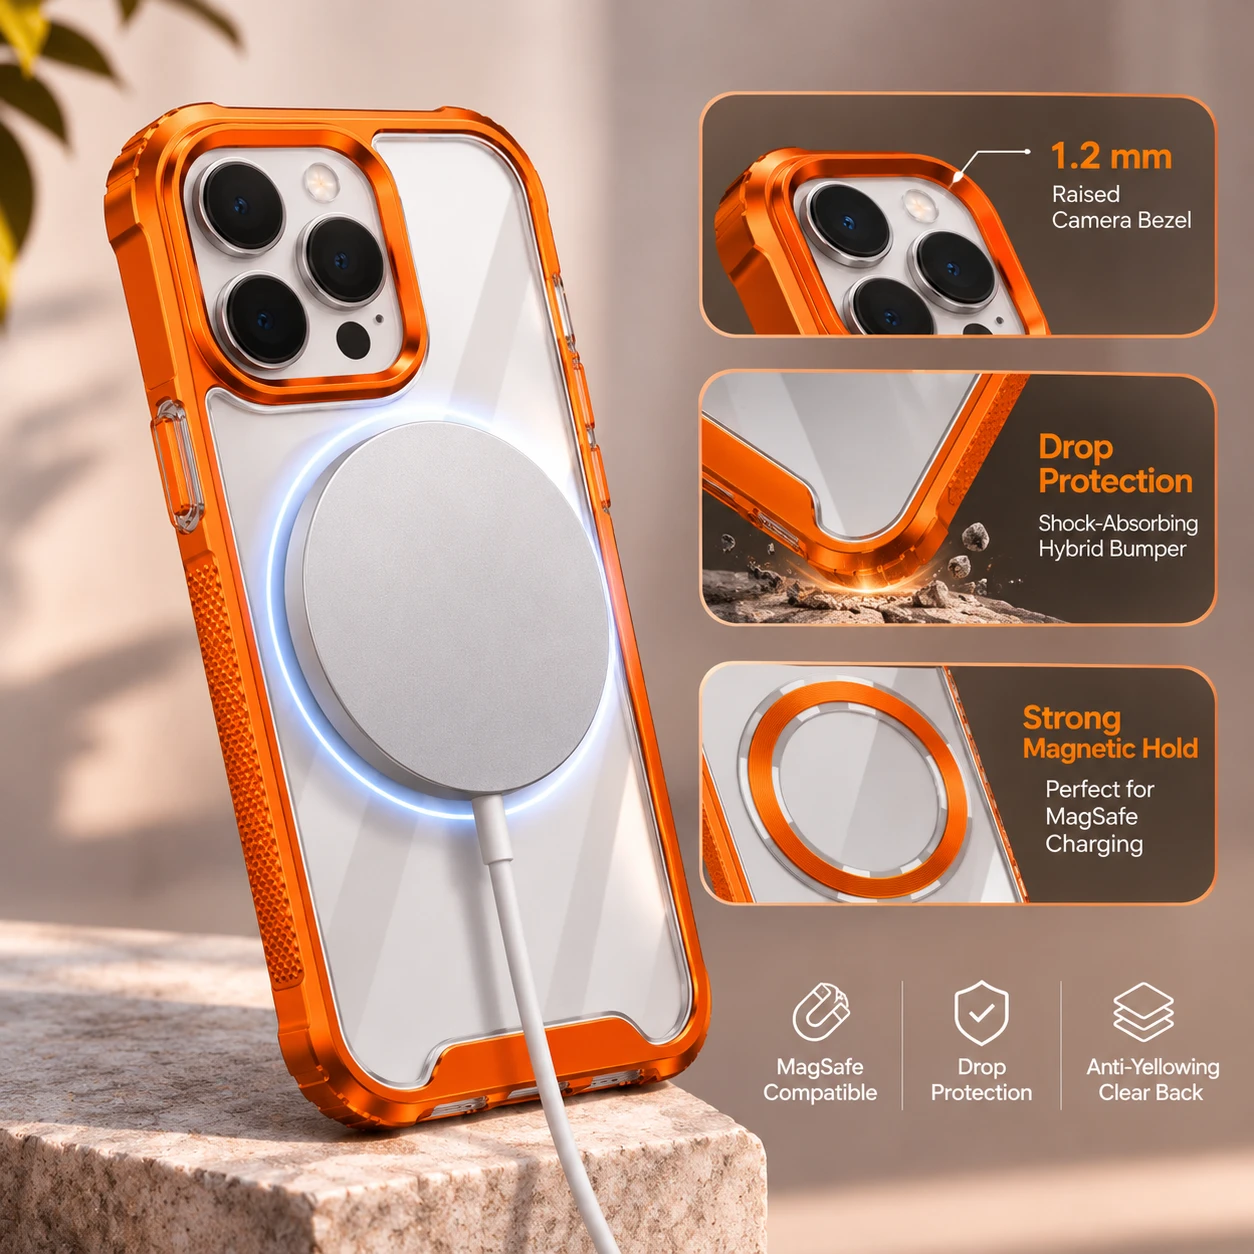 1.2 mm
Raised
Camera Bezel
Drop
Protection
Shock-Absorbing
Hybrid Bumper
Strong
Magnetic Hold
Perfect for
MagSafe
Charging
MagSafe
Compatible
Drop
Protection
Anti-Yellowing
Clear Back